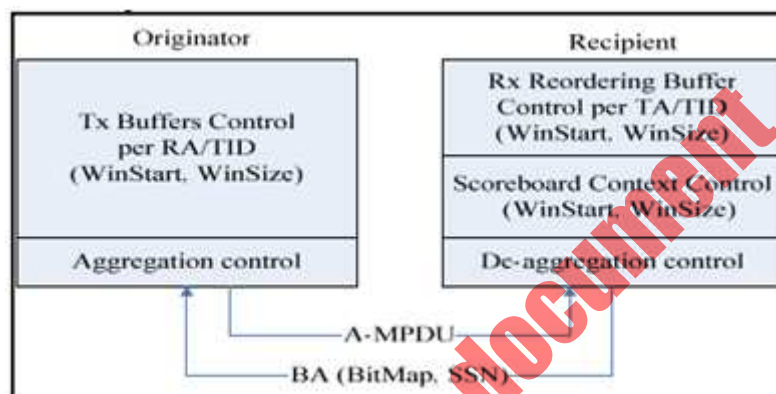 Originator
Tx Buffers Control
per RA/TID
(WinStart, WinSize)
Aggregation control
Recipient
Rx Reordering Buffer
Control per TA/TID
(WinStart, WinSize)
Scoreboard Context Control
(WinStart, WinSize)
De-aggregation control
A-MPDU
BA (BitMap, SSN)
document